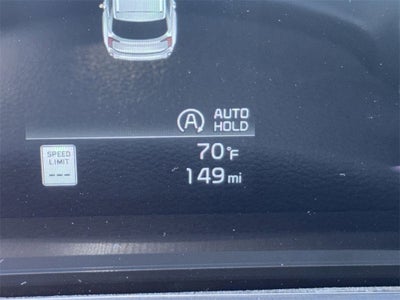 A AUTO
HOLD
SPEED
LIMIT
---
70°F
149 mi